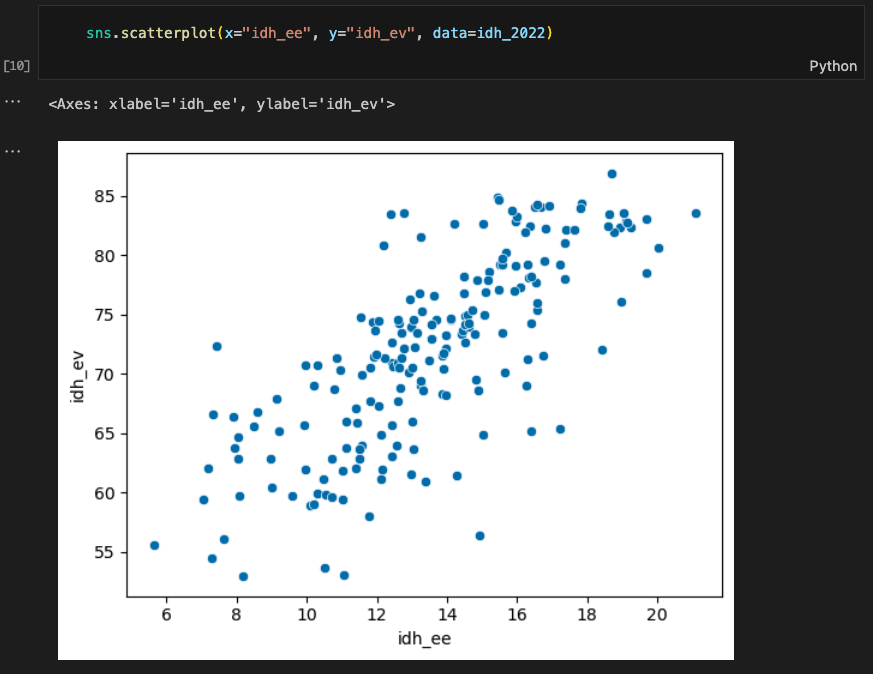 sns.scatterplot(x="idh_ee", y="idh_ev", data=idh_2022)
[10]
Python
...
<Axes: xlabel='idh_ee', ylabel='idh_ev'>
...
85
80
75
70
65
60
55
idh_ev
6 8 10 12 14 16 18 20
idh_ee